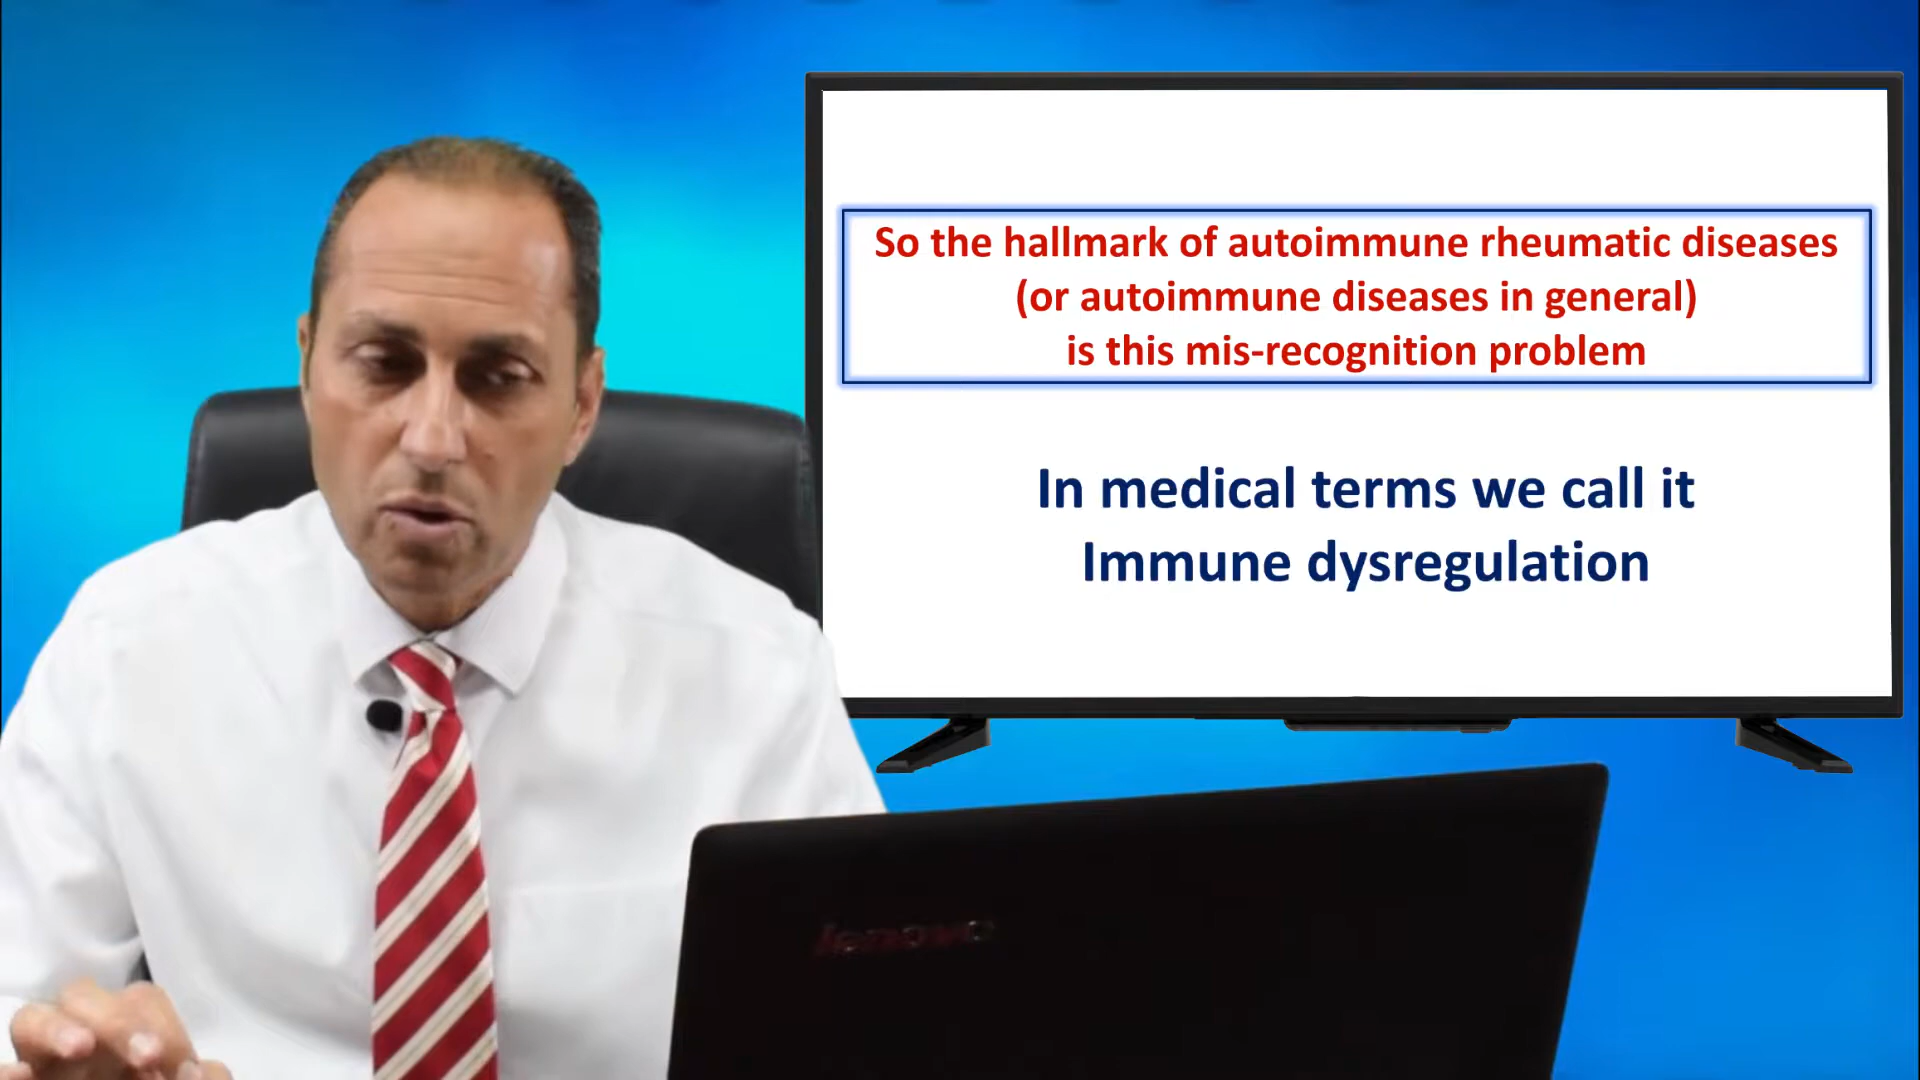 So the hallmark of autoimmune rheumatic diseases
(or autoimmune diseases in general)
is this mis-recognition problem
In medical terms we call it
Immune dysregulation
lenovo